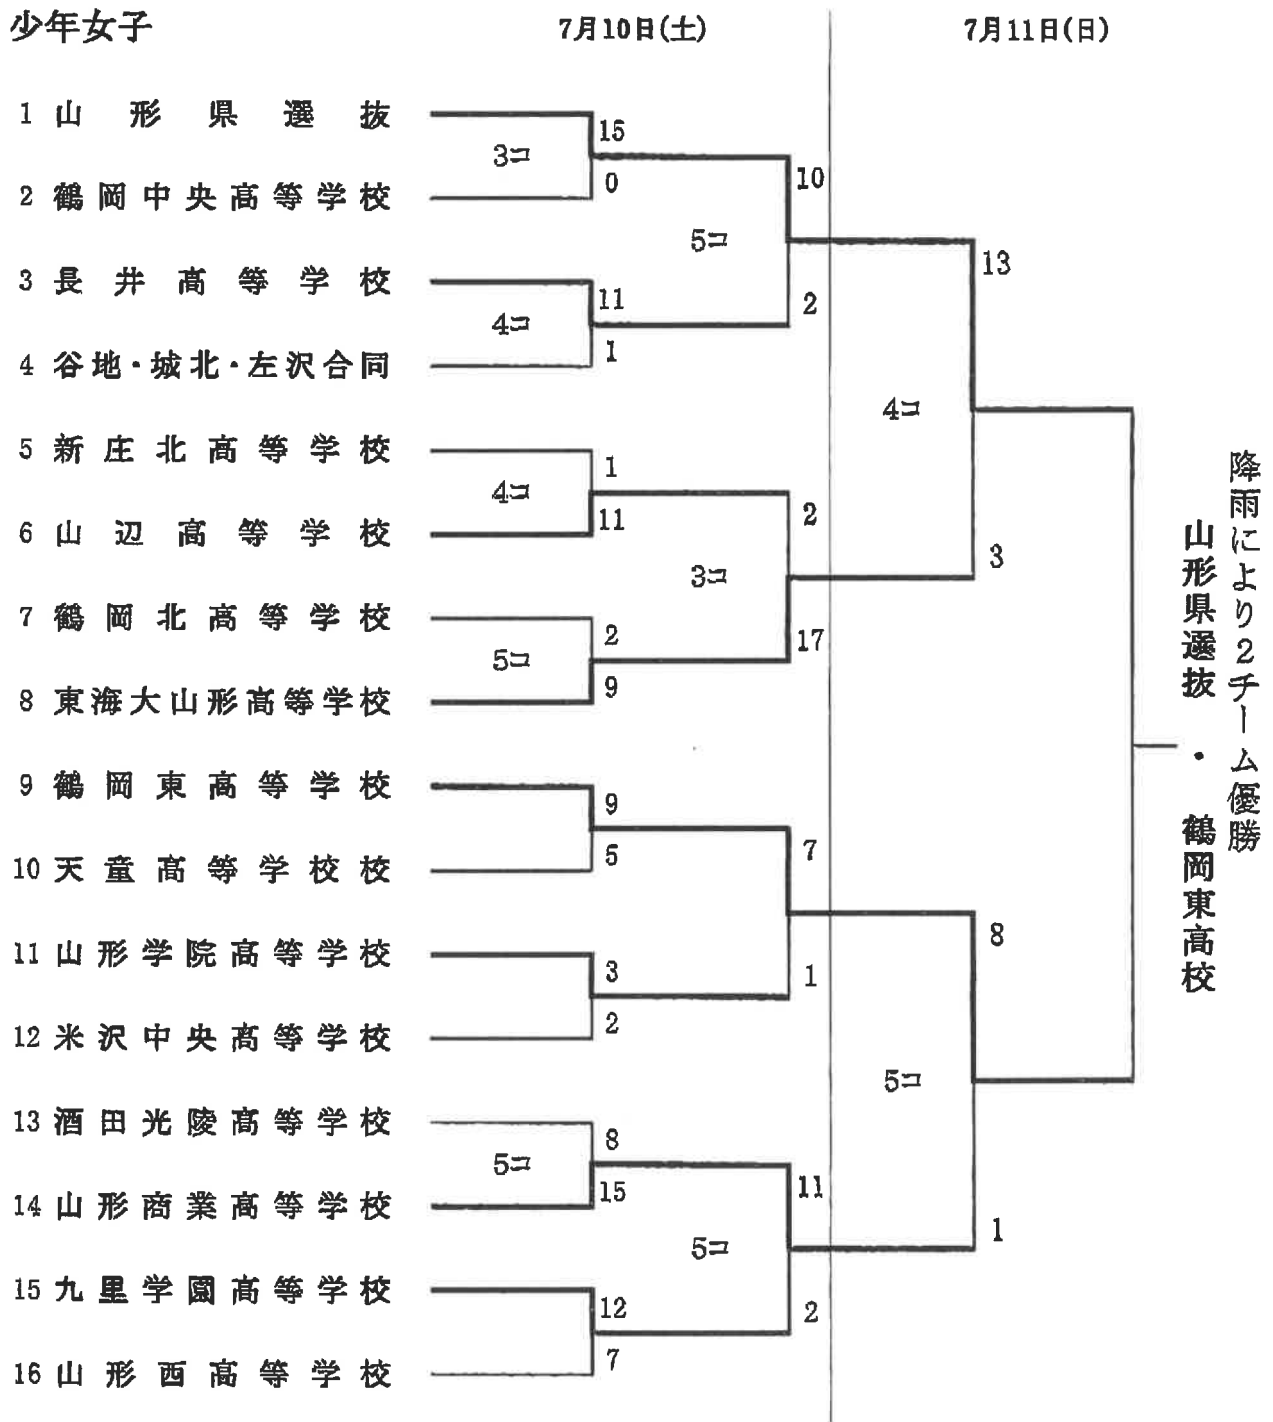 少年女子
7月10日(土)
7月11日(日)
1 山形県選抜
2 鶴岡中央高等学校
3 長井高等学校
4 谷地・城北・左沢合同
5 新庄北高等学校
6 山辺高等学校
7 鶴岡北高等学校
8 東海大山形高等学校
9 鶴岡東高等学校
10 天童高等学校校
11 山形学院高等学校
12 米沢中央高等学校
13 酒田光陵高等学校
14 山形商業高等学校
15 九里学園高等学校
16 山形西高等学校
15
3コ
0
11
4コ
1
1
4コ
11
2
5コ
9
9
5
3
2
8
5コ
15
12
7
10
5コ
2
2
3コ
17
7
1
11
5コ
2
13
4コ
3
8
5コ
1
降雨により2チーム優勝
山形県選抜 ・ 鶴岡東高校